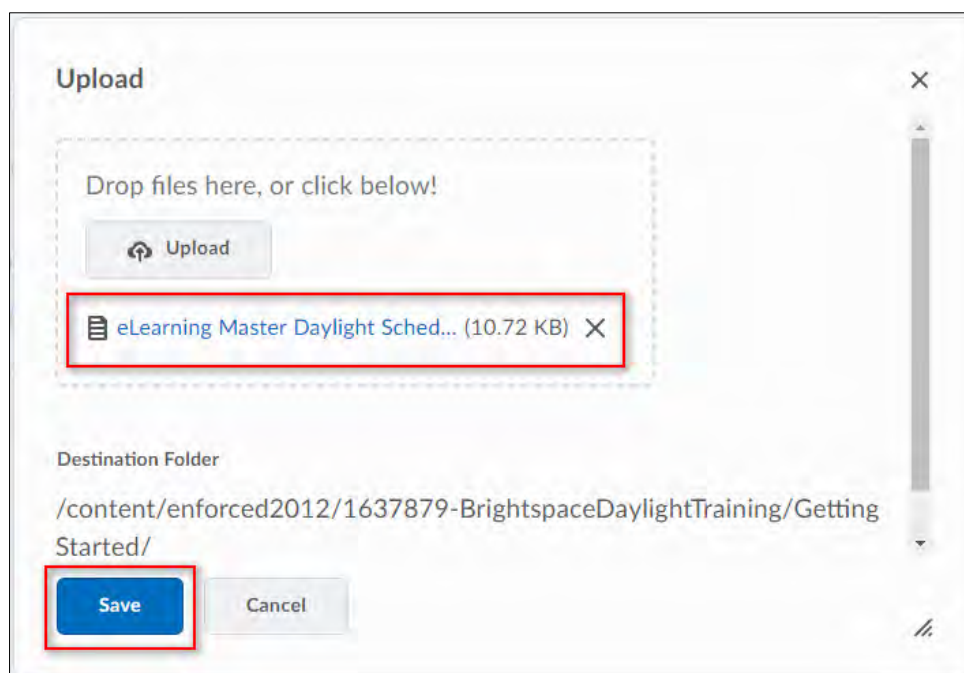 Upload
Drop files here, or click below!
Upload
eLearning Master Daylight Sched... (10.72 KB)
Destination Folder
/content/enforced2012/1637879-BrightspaceDaylightTraining/Getting
Started/
Save Cancel